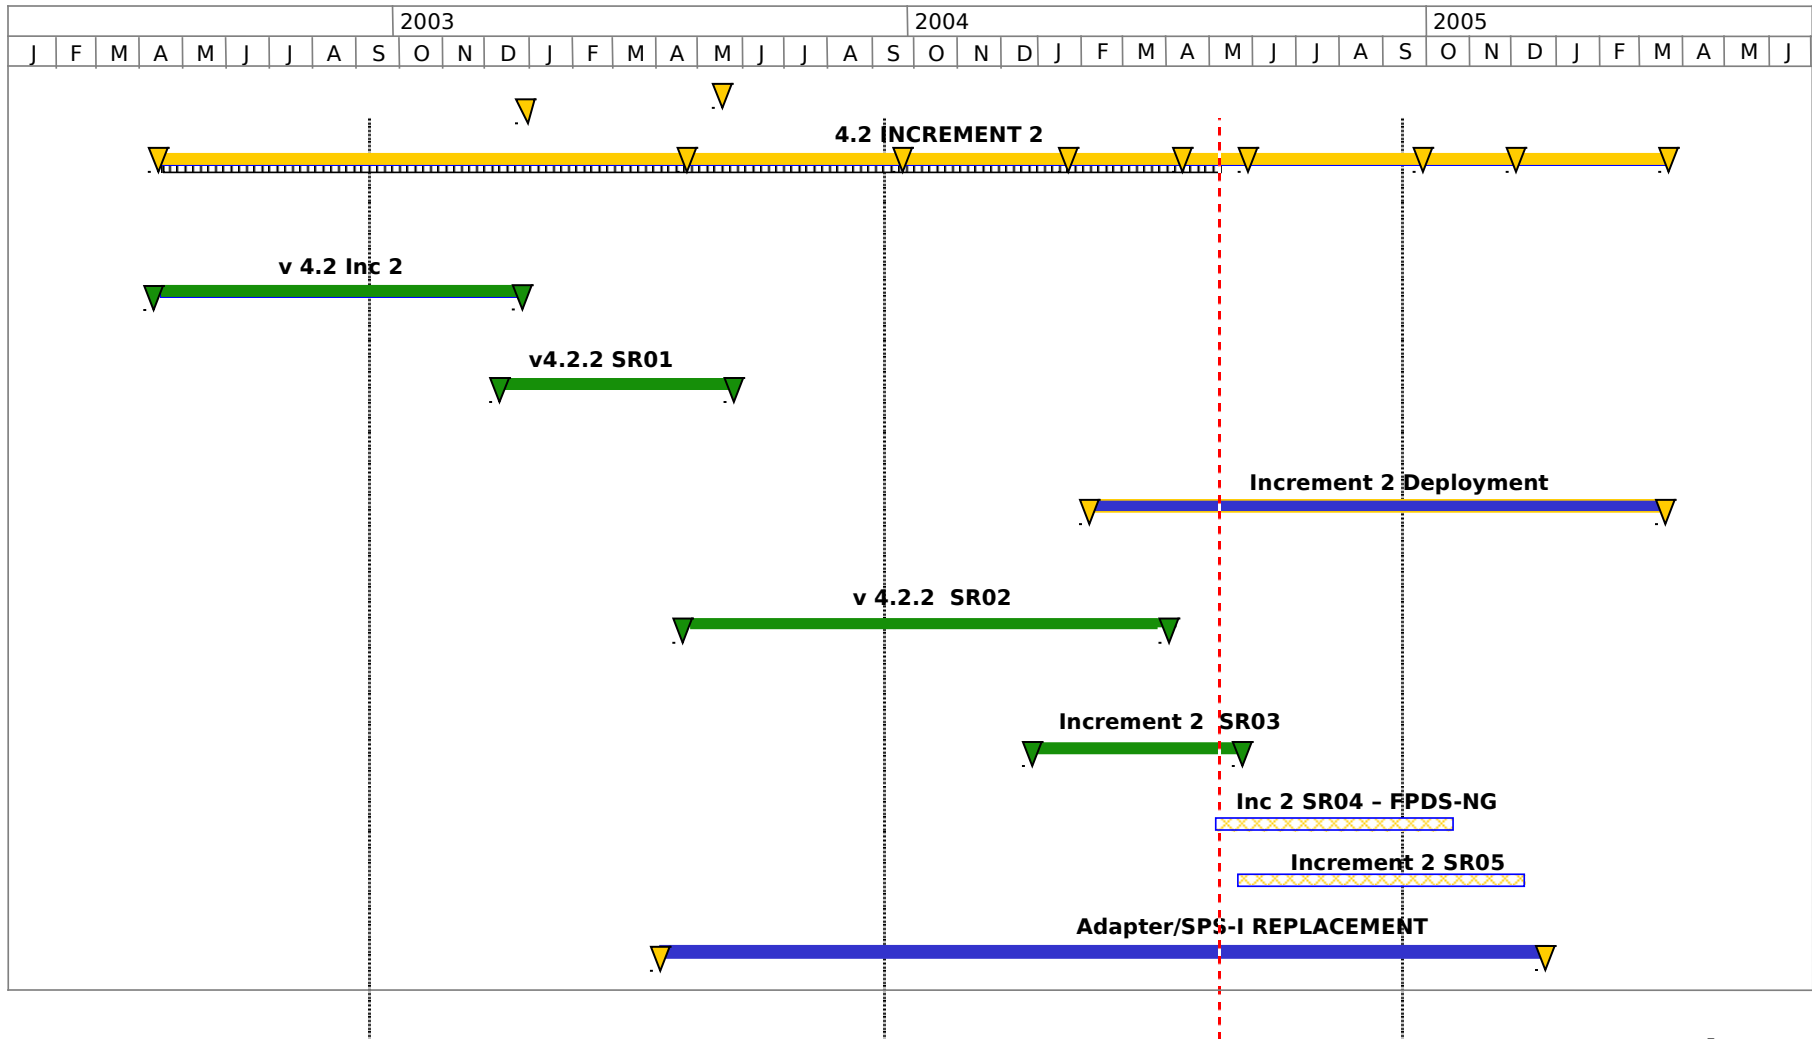 2003 2004 2005
J F M A M J J A S O N D J F M A M J J A S O N D J F M A M J J A S O N D J F M A M J
4.2 INCREMENT 2
v 4.2 Inc 2
v4.2.2 SR01
Increment 2 Deployment
v 4.2.2 SR02
Increment 2 SR03
Inc 2 SR04 – FPDS-NG
Increment 2 SR05
Adapter/SPS-I REPLACEMENT